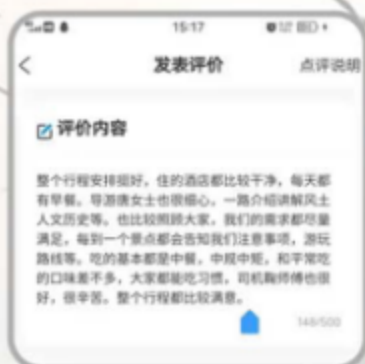 15:17
发表评价
点评说明
评价内容
整个行程安排挺好，住的酒店都比较干净，每天都
有早餐。导游唐女士也很细心，一路介绍讲解风土
人文历史等。也比较照顾大家，我们的需求都尽量
满足，每到一个景点都会告知我们注意事项，游玩
路线等。吃的基本都是中餐，中规中矩，和平常吃
的口味差不多，大家都能吃习惯，司机鞠师傅也很
好，很辛苦。整个行程都比较满意。
148/500